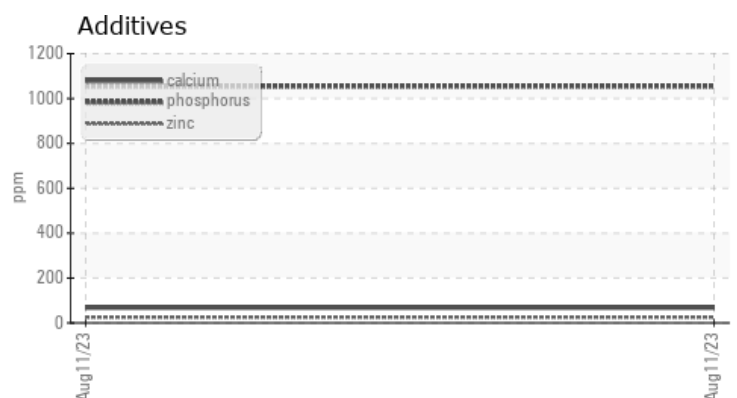 Additives
1200
1000
800
600
400
200
0
ppm
calcium
phosphorus
zinc
Aug11/23
Aug11/23